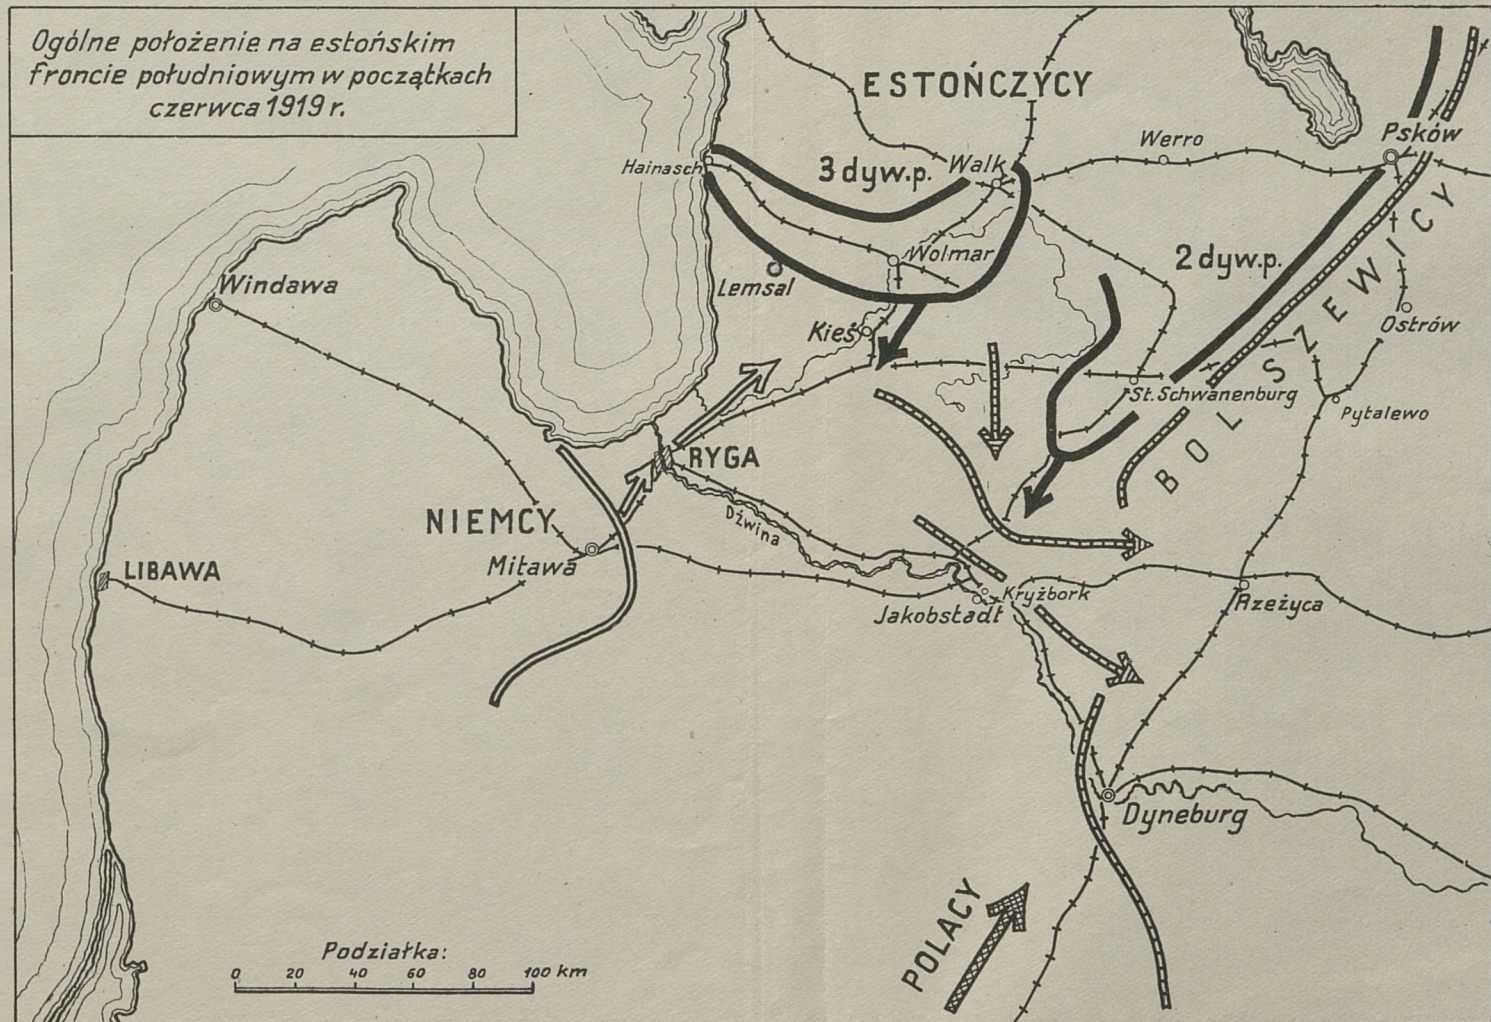 Ogólne położenie na estońskim
froncie południowym w początkach
czerwca 1919 r.
ESTOŃCZYCY
Psków
Werro
Hainasch
3 dyw.p.
Walk
BOLSZEWICY
Wolmar
2 dyw.p.
Windawa
Lemsal
Kieś
Ostrów
St. Schwanenburg
Pytalewo
RYGA
NIEMCY
Dźwina
Mitawa
LIBAWA
Kryżbork
Jakobstadt
Rzeżyca
Dyneburg
POLACY
Podziałka:
0 20 40 60 80 100 km